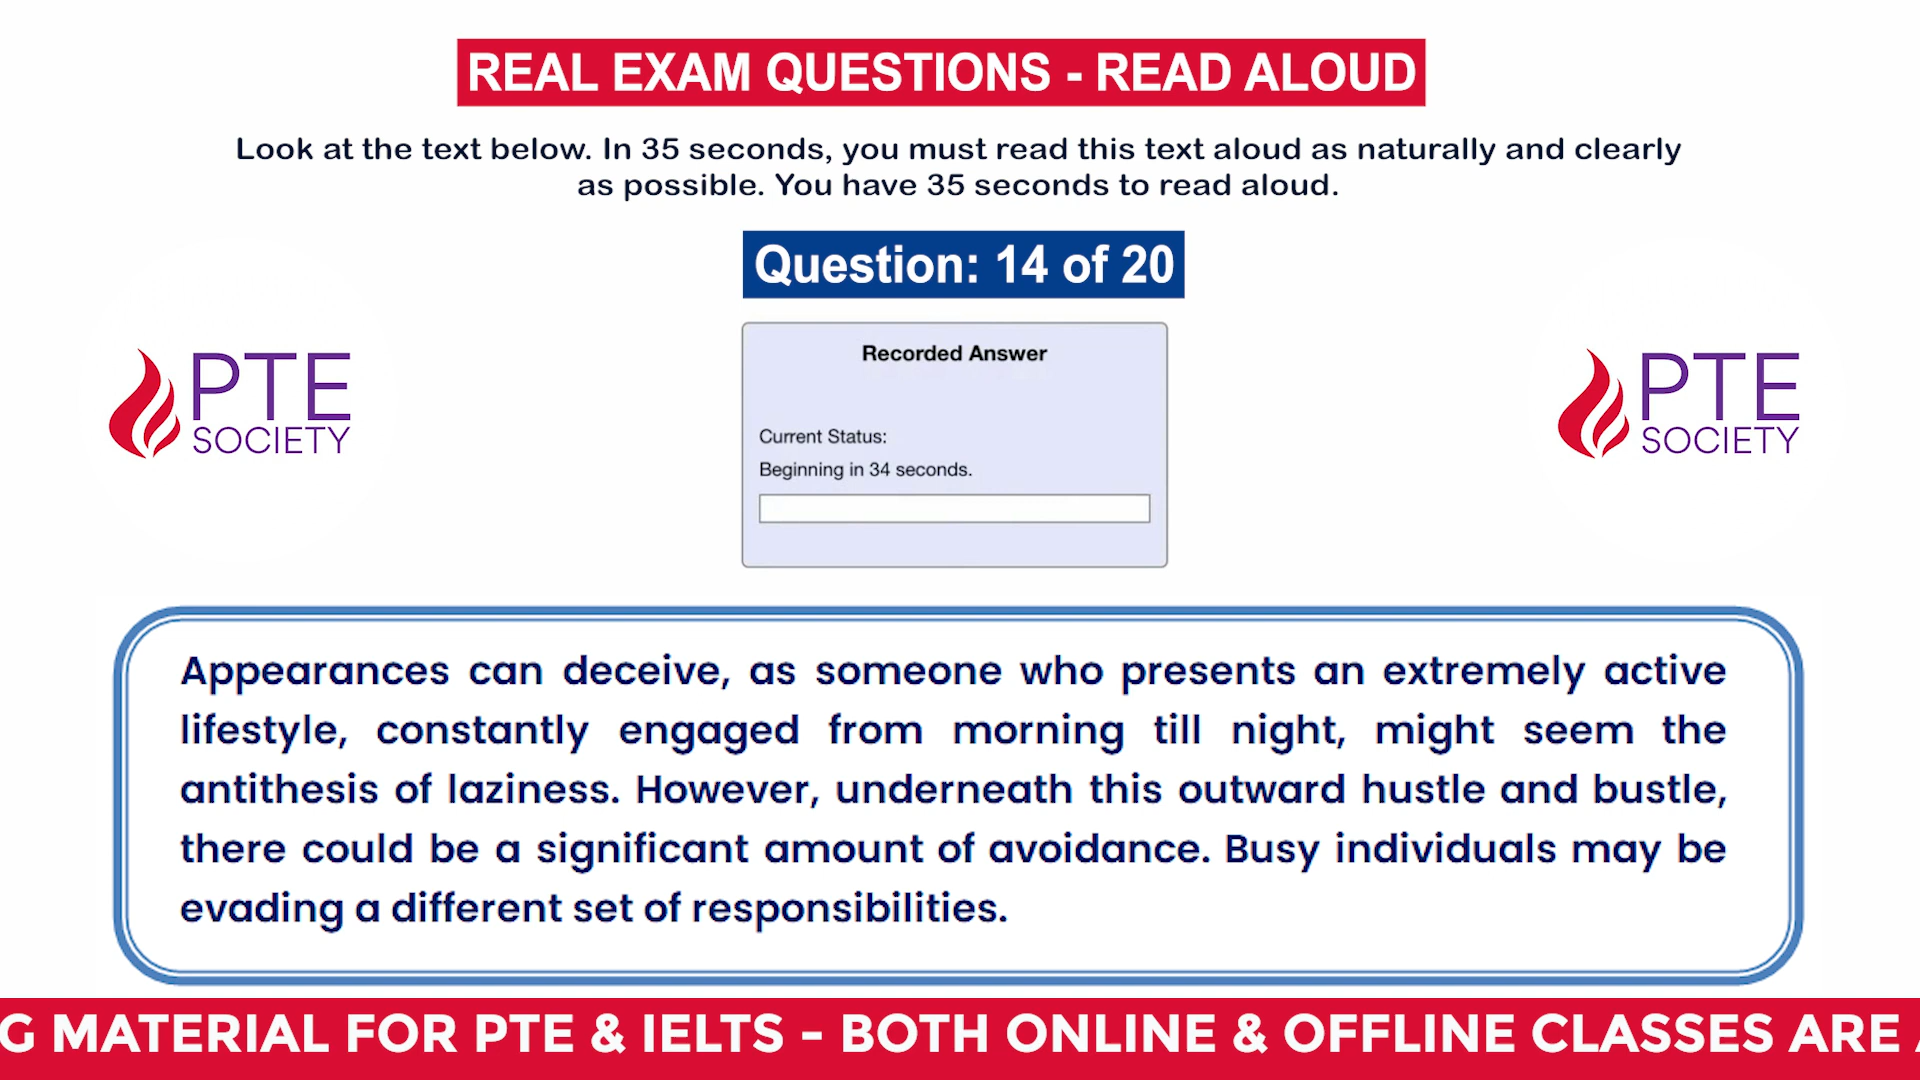 REAL EXAM QUESTIONS - READ ALOUD
Look at the text below. In 35 seconds, you must read this text aloud as naturally and clearly
as possible. You have 35 seconds to read aloud.
Question: 14 of 20
Recorded Answer
PTE
SOCIETY
Current Status:
Beginning in 34 seconds.
PTE
SOCIETY
Appearances can deceive, as someone who presents an extremely active
lifestyle, constantly engaged from morning till night, might seem the
antithesis of laziness. However, underneath this outward hustle and bustle,
there could be a significant amount of avoidance. Busy individuals may be
evading a different set of responsibilities.
G MATERIAL FOR PTE & IELTS - BOTH ONLINE & OFFLINE CLASSES ARE